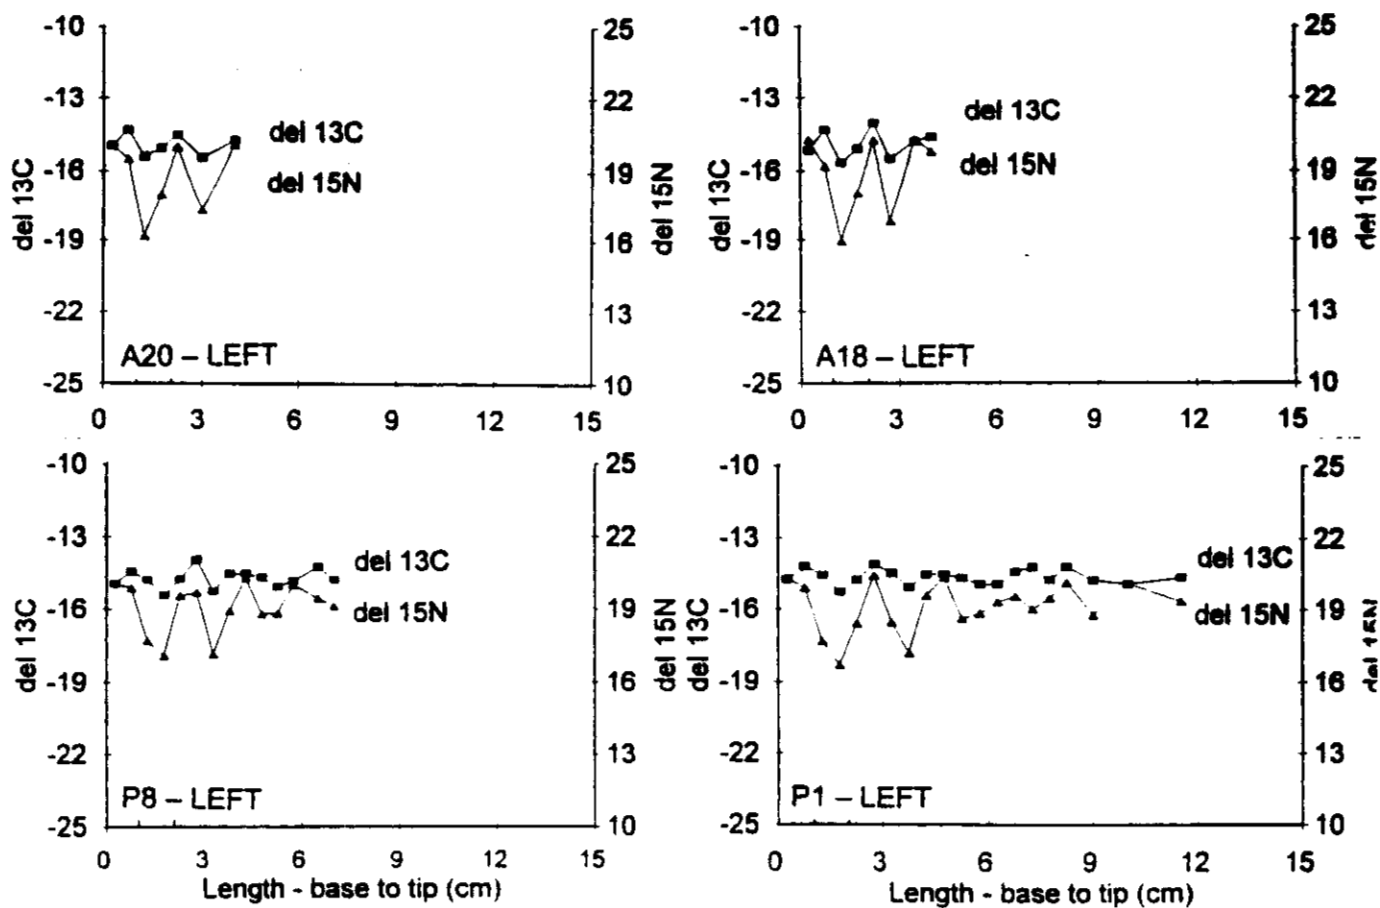 -10
-13
-16
-19
-22
-25
del 13C
25
22
19
16
13
10
del 15N
del 13C
del 15N
A20 – LEFT
0 3 6 9 12 15
-10
-13
-16
-19
-22
-25
del 13C
25
22
19
16
13
10
del 15N
del 13C
del 15N
A18 – LEFT
0 3 6 9 12 15
-10
-13
-16
-19
-22
-25
del 13C
25
22
19
16
13
10
del 15N
del 13C
del 15N
P8 – LEFT
0 3 6 9 15
Length - base to tip (cm)
-10
-13
-16
-19
-22
-25
del 13C
25
22
19
16
13
10
del 15N
del 13C
del 15N
P1 – LEFT
0 3 6 9 12 15
Length - base to tip (cm)